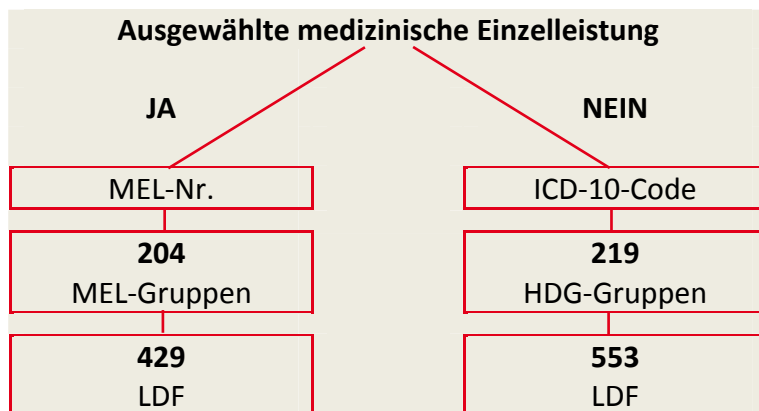 Ausgewählte medizinische Einzelleistung
JA
NEIN
MEL-Nr.
ICD-10-Code
204
MEL-Gruppen
219
HDG-Gruppen
429
LDF
553
LDF